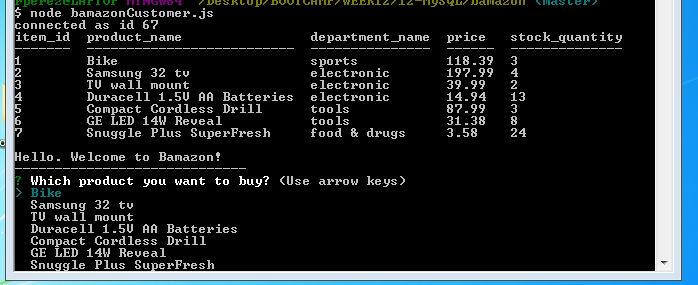 rperez@LAPTOP MINGW64 ~/Desktop/BOOTCAMP/WEEK12/12-MySQL/bamazon (master)
$ node bamazonCustomer.js
connected as id 67
item_id  product_name  department_name  price  stock_quantity
1  Bike  sports  118.39  3
2  Samsung 32 tv  electronic  197.99  4
3  TV wall mount  electronic  39.99  2
4  Duracell 1.5V AA Batteries  electronic  14.94  13
5  Compact Cordless Drill  tools  87.99  3
6  GE LED 14W Reveal  tools  31.38  8
7  Snuggle Plus SuperFresh  food & drugs  3.58  24
Hello. Welcome to Bamazon!
-----------------------------
? Which product you want to buy? (Use arrow keys)
> Bike
Samsung 32 tv
TV wall mount
Duracell 1.5V AA Batteries
Compact Cordless Drill
GE LED 14W Reveal
Snuggle Plus SuperFresh